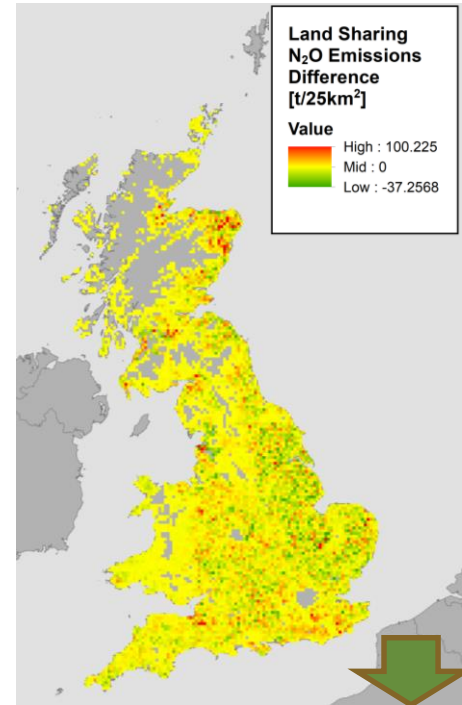 Land Sharing
N₂O Emissions
Difference
[t/25km²]
Value
High : 100.225
Mid : 0
Low : -37.2568